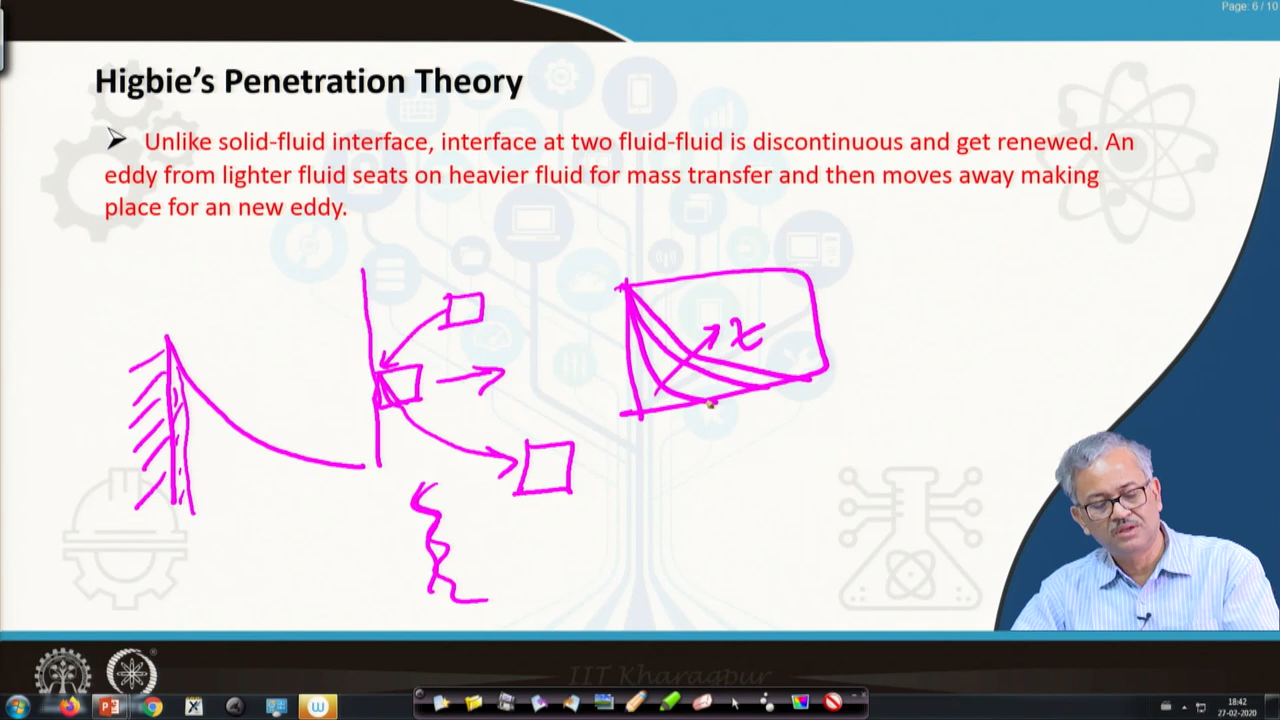 Page: 6 / 10
Higbie's Penetration Theory
Unlike solid-fluid interface, interface at two fluid-fluid is discontinuous and get renewed. An
eddy from lighter fluid seats on heavier fluid for mass transfer and then moves away making
place for an new eddy.
t
IIT Kharagpur
18:42
27-02-2020